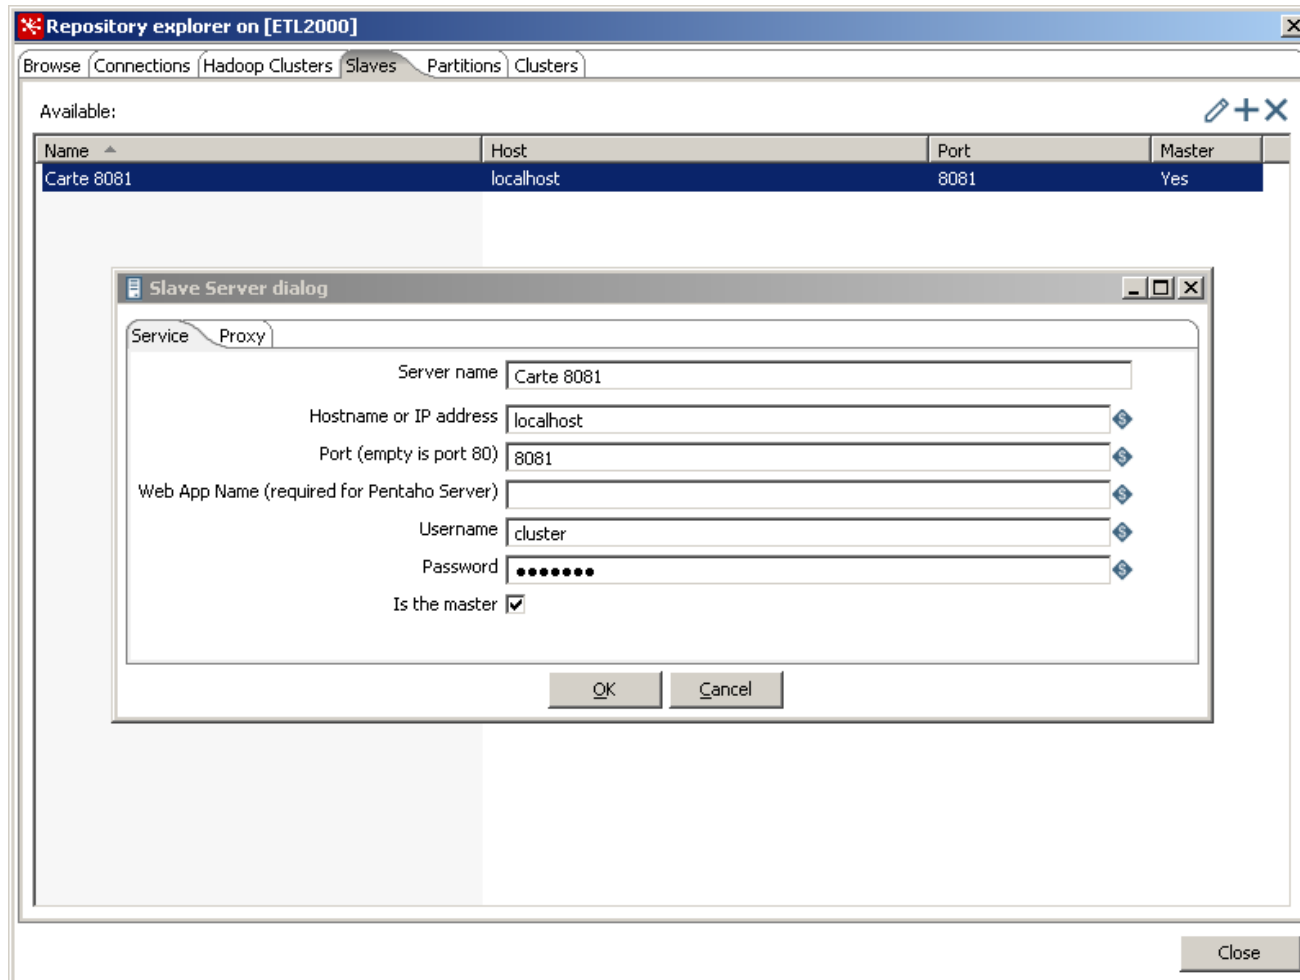 Repository explorer on [ETL2000]
Browse Connections Hadoop Clusters Slaves Partitions Clusters
Available:
Name Host Port Master
Carte 8081 localhost 8081 Yes
Slave Server dialog
Service Proxy
Server name Carte 8081
Hostname or IP address localhost
Port (empty is port 80) 8081
Web App Name (required for Pentaho Server)
Username cluster
Password •••••••
Is the master
OK Cancel
Close